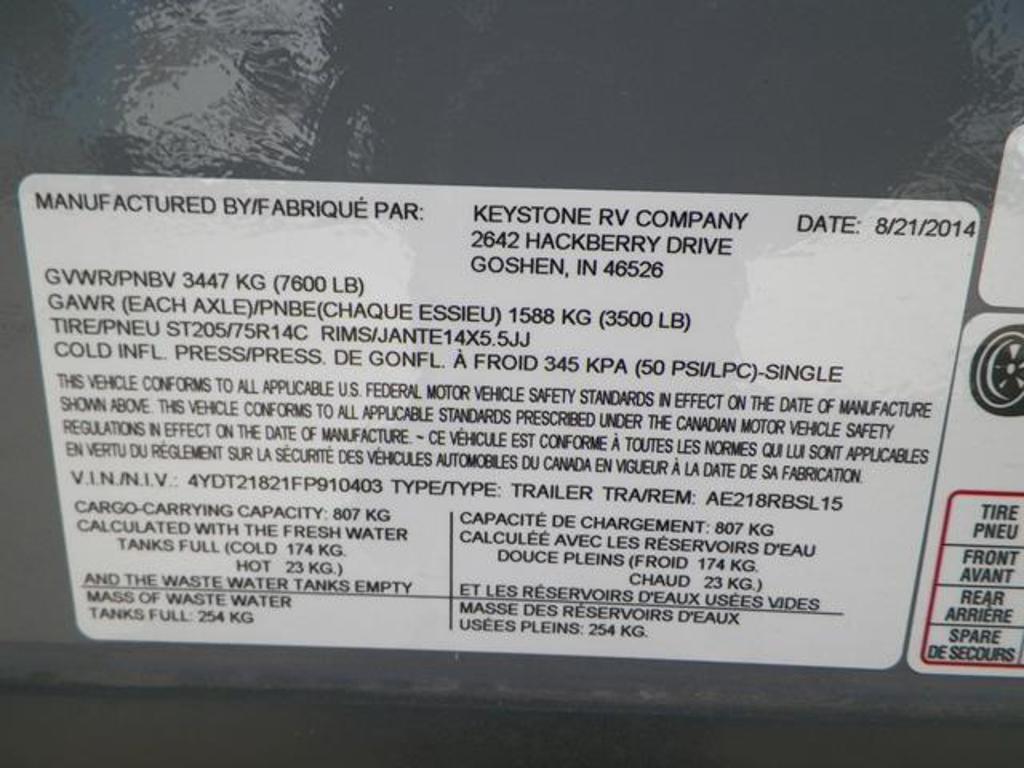 MANUFACTURED BY/FABRIQUÉ PAR: KEYSTONE RV COMPANY DATE: 8/21/2014
2642 HACKBERRY DRIVE
GOSHEN, IN 46526
GVWR/PNBV 3447 KG (7600 LB)
GAWR (EACH AXLE)/PNBE(CHAQUE ESSIEU) 1588 KG (3500 LB)
TIRE/PNEU ST205/75R14C RIMS/JANTE14X5.5JJ
COLD INFL. PRESS/PRESS. DE GONFL. À FROID 345 KPA (50 PSI/LPC)-SINGLE
THIS VEHICLE CONFORMS TO ALL APPLICABLE U.S. FEDERAL MOTOR VEHICLE SAFETY STANDARDS IN EFFECT ON THE DATE OF MANUFACTURE
SHOWN ABOVE. THIS VEHICLE CONFORMS TO ALL APPLICABLE STANDARDS PRESCRIBED UNDER THE CANADIAN MOTOR VEHICLE SAFETY
REGULATIONS IN EFFECT ON THE DATE OF MANUFACTURE. ~ CE VÉHICULE EST CONFORME À TOUTES LES NORMES QUI LUI SONT APPLICABLES
EN VERTU DU RÉGLEMENT SUR LA SÉCURITÉ DES VÉHICULES AUTOMOBILES DU CANADA EN VIGUEUR À LA DATE DE SA FABRICATION.
V.I.N./N.I.V.: 4YDT21821FP910403 TYPE/TYPE: TRAILER TRA/REM: AE218RBSL15
CARGO-CARRYING CAPACITY: 807 KG
CALCULATED WITH THE FRESH WATER
TANKS FULL (COLD 174 KG.
HOT 23 KG.)
AND THE WASTE WATER TANKS EMPTY
MASS OF WASTE WATER
TANKS FULL: 254 KG
CAPACITÉ DE CHARGEMENT: 807 KG
CALCULÉE AVEC LES RÉSERVOIRS D'EAU
DOUCE PLEINS (FROID 174 KG.
CHAUD 23 KG.)
ET LES RÉSERVOIRS D'EAUX USÉES VIDES
MASSE DES RÉSERVOIRS D'EAUX
USÉES PLEINS: 254 KG.
TIRE
PNEU
FRONT
AVANT
REAR
ARRIÈRE
SPARE
DE SECOURS